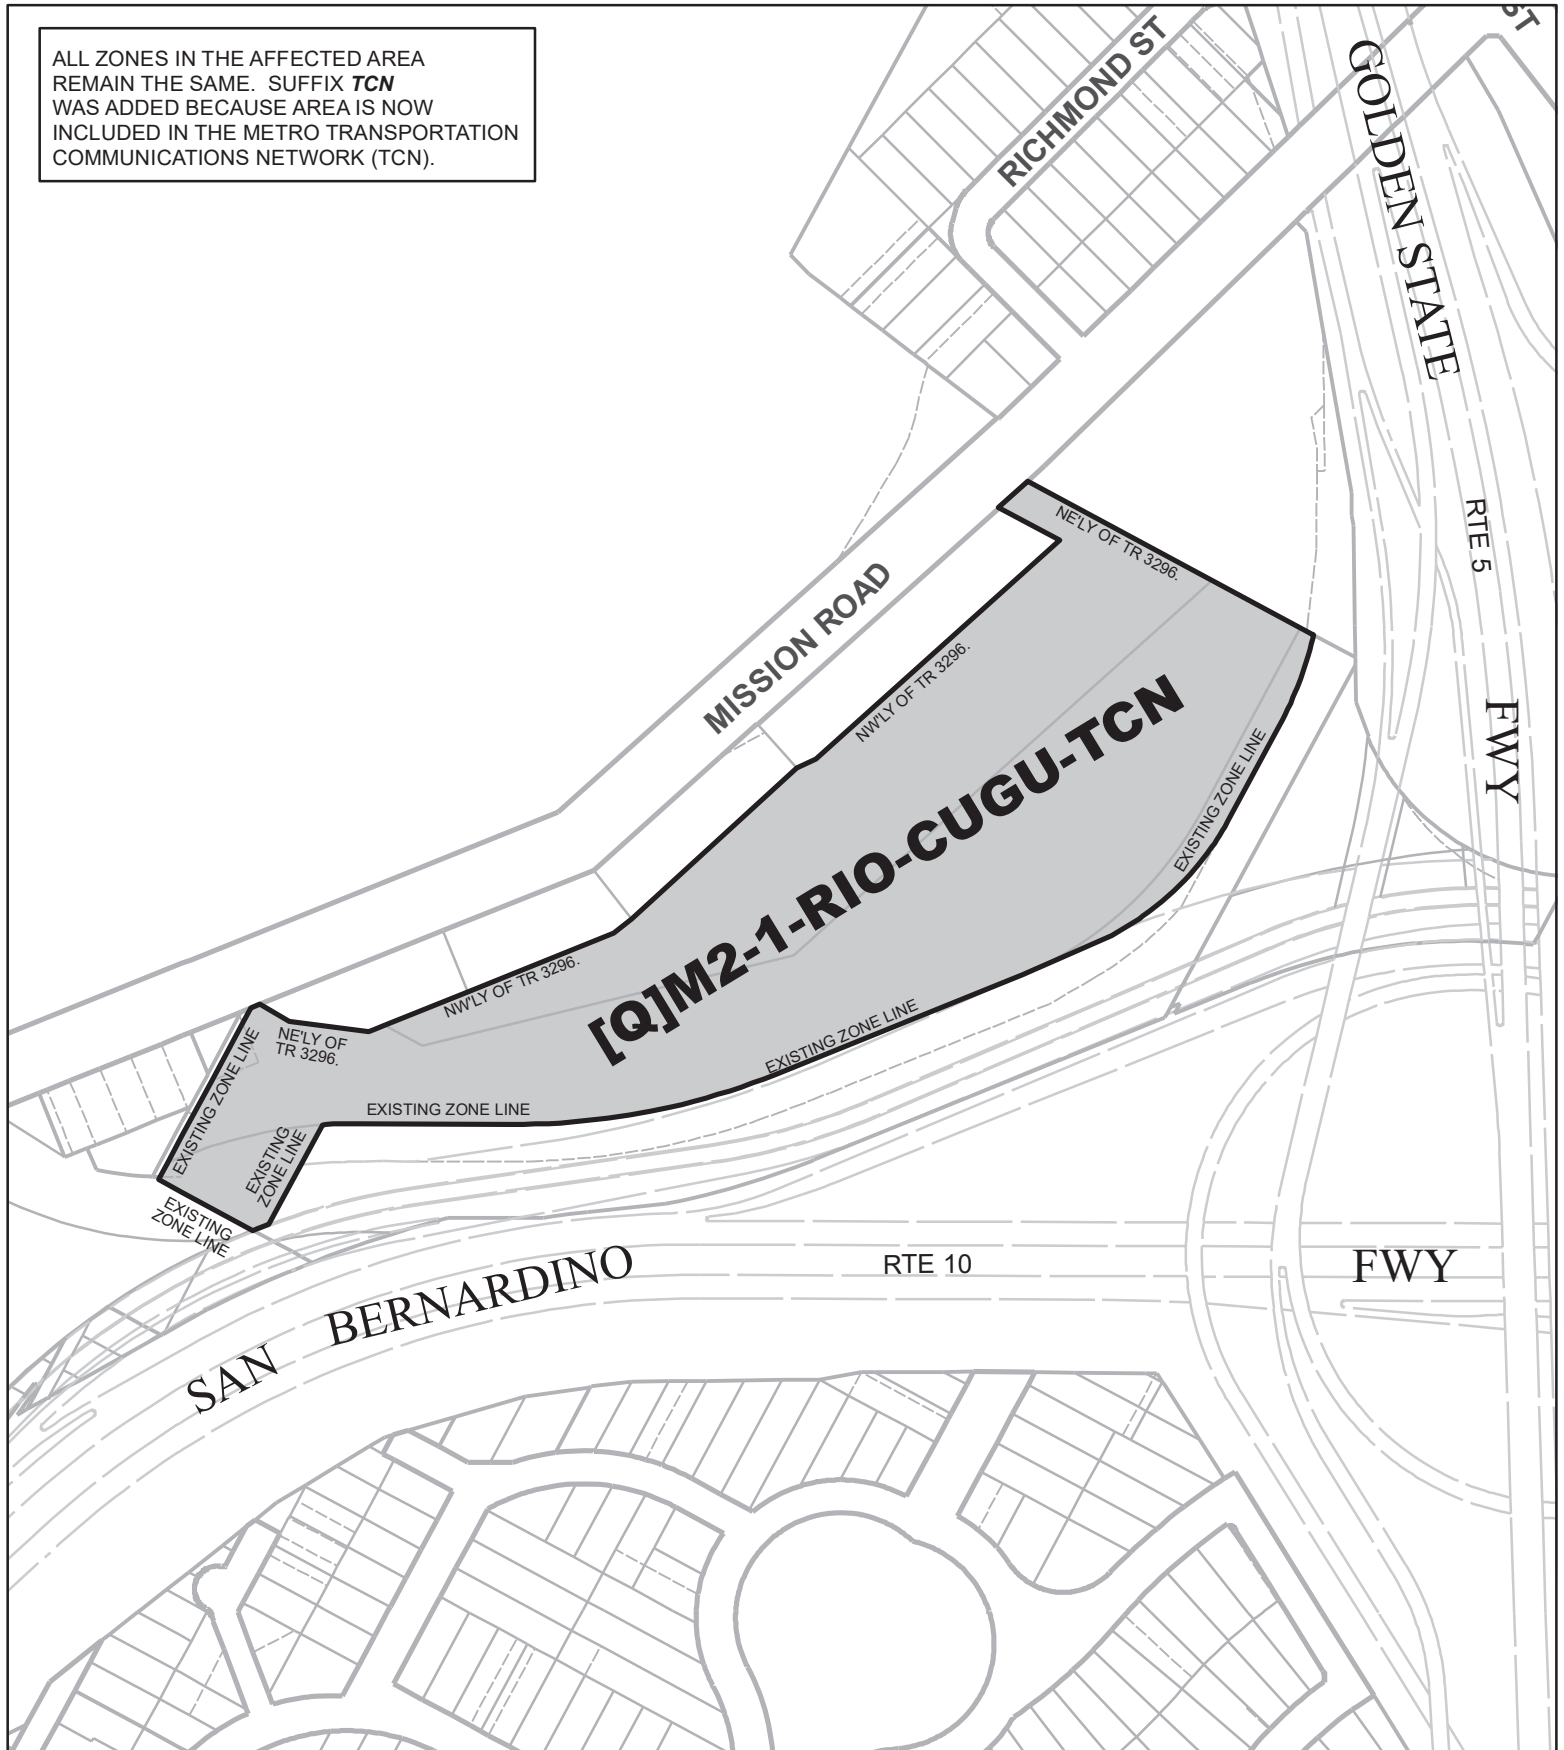 ALL ZONES IN THE AFFECTED AREA
REMAIN THE SAME. SUFFIX TCN
WAS ADDED BECAUSE AREA IS NOW
INCLUDED IN THE METRO TRANSPORTATION
COMMUNICATIONS NETWORK (TCN).
ST
RICHMOND ST
GOLDEN STATE
RTE 5
FWY
NE'LY OF TR 3296.
MISSION ROAD
NW'LY OF TR 3296.
[Q]M2-1-RIO-CUGU-TCN
EXISTING ZONE LINE
NW'LY OF TR 3296.
NE'LY OF
TR 3296.
EXISTING ZONE LINE
EXISTING ZONE LINE
EXISTING ZONE LINE
EXISTING
ZONE LINE
EXISTING
ZONE LINE
SAN BERNARDINO
RTE 10
FWY